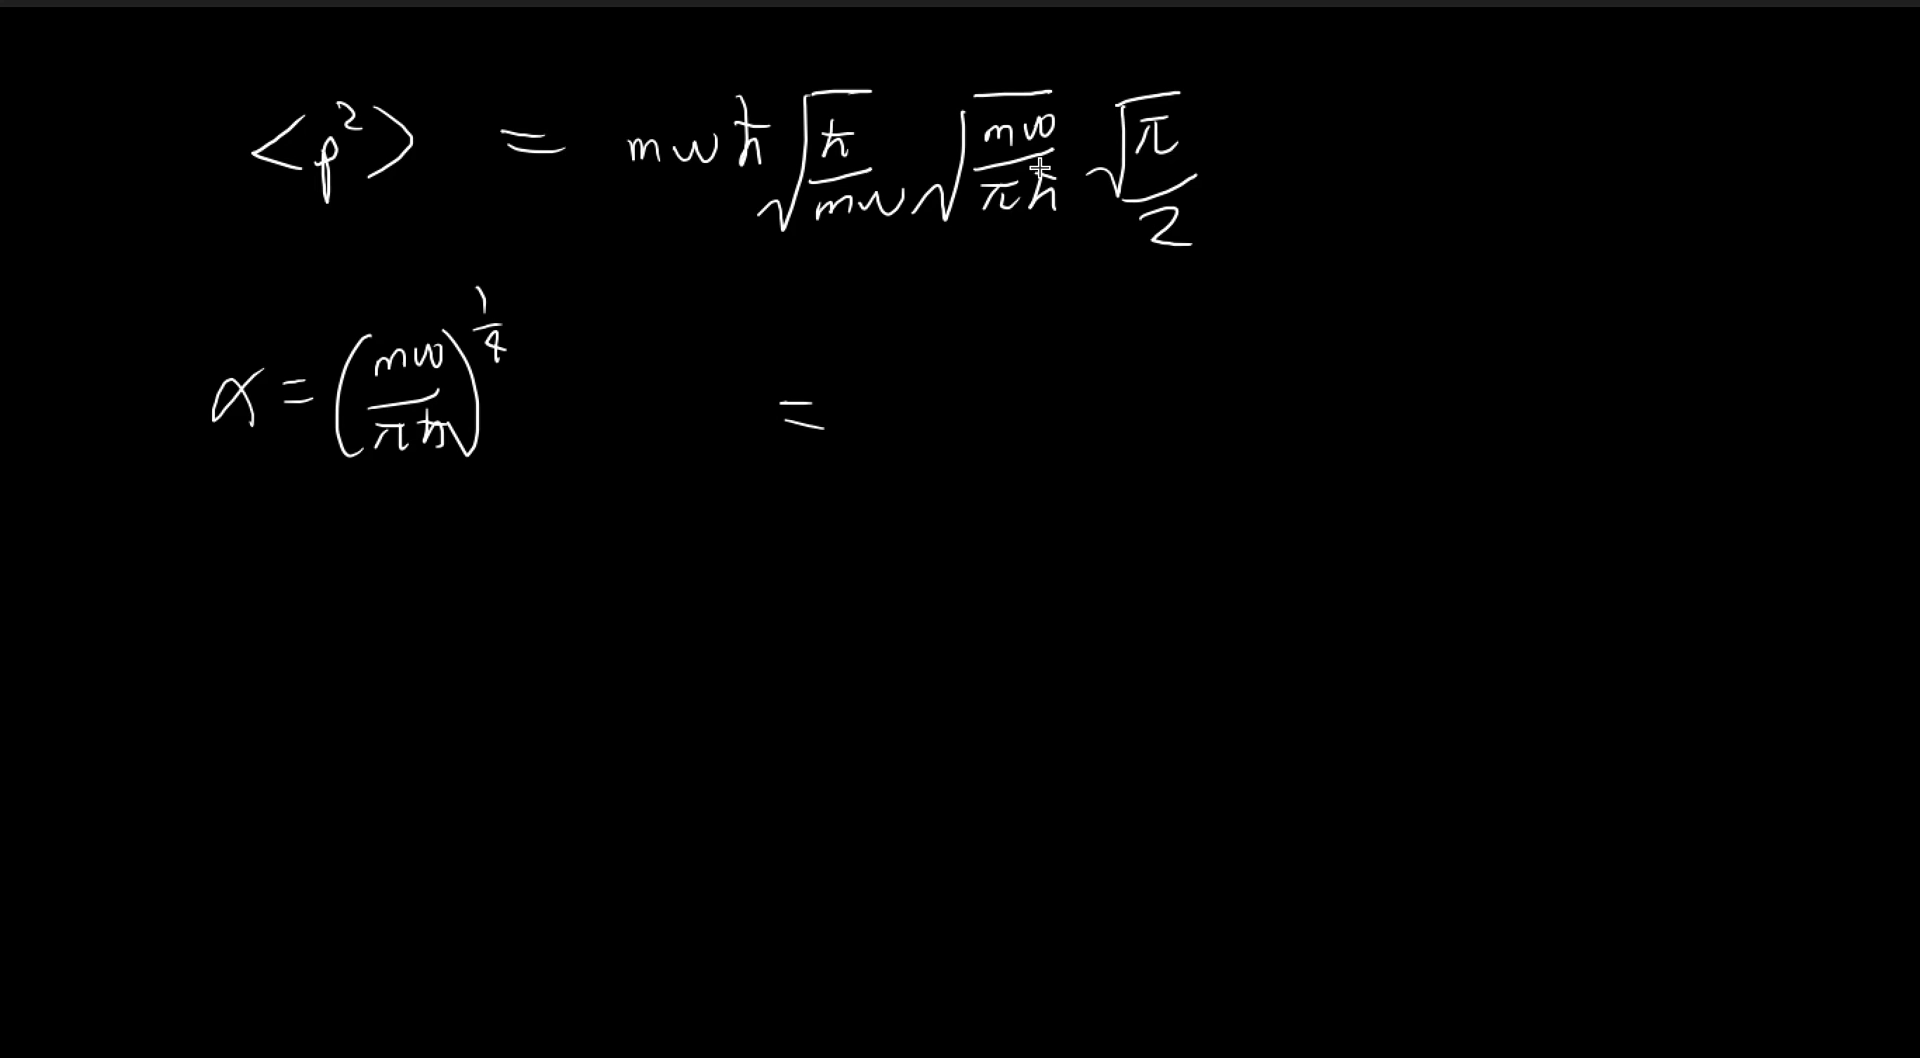 <p²> = mωħ √(ħ/mω) √(mω/πħ) √π/2
α = (mω/πħ)^(1/4) =